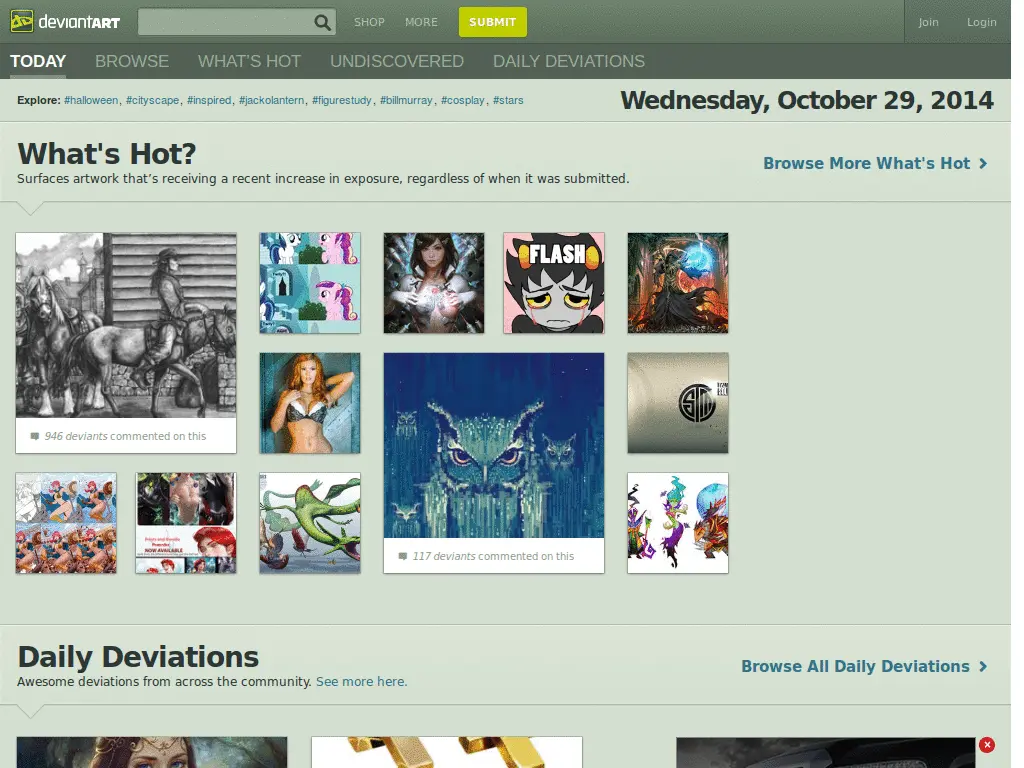 deviantART SHOP MORE SUBMIT Join Login
TODAY BROWSE WHAT'S HOT UNDISCOVERED DAILY DEVIATIONS
Explore: #halloween, #cityscape, #inspired, #jackolantern, #figurestudy, #billmurray, #cosplay, #stars
Wednesday, October 29, 2014
What's Hot?
Surfaces artwork that's receiving a recent increase in exposure, regardless of when it was submitted.
Browse More What's Hot
FLASH
946 deviants commented on this
NOW AVAILABLE
117 deviants commented on this
Daily Deviations
Awesome deviations from across the community. See more here.
Browse All Daily Deviations